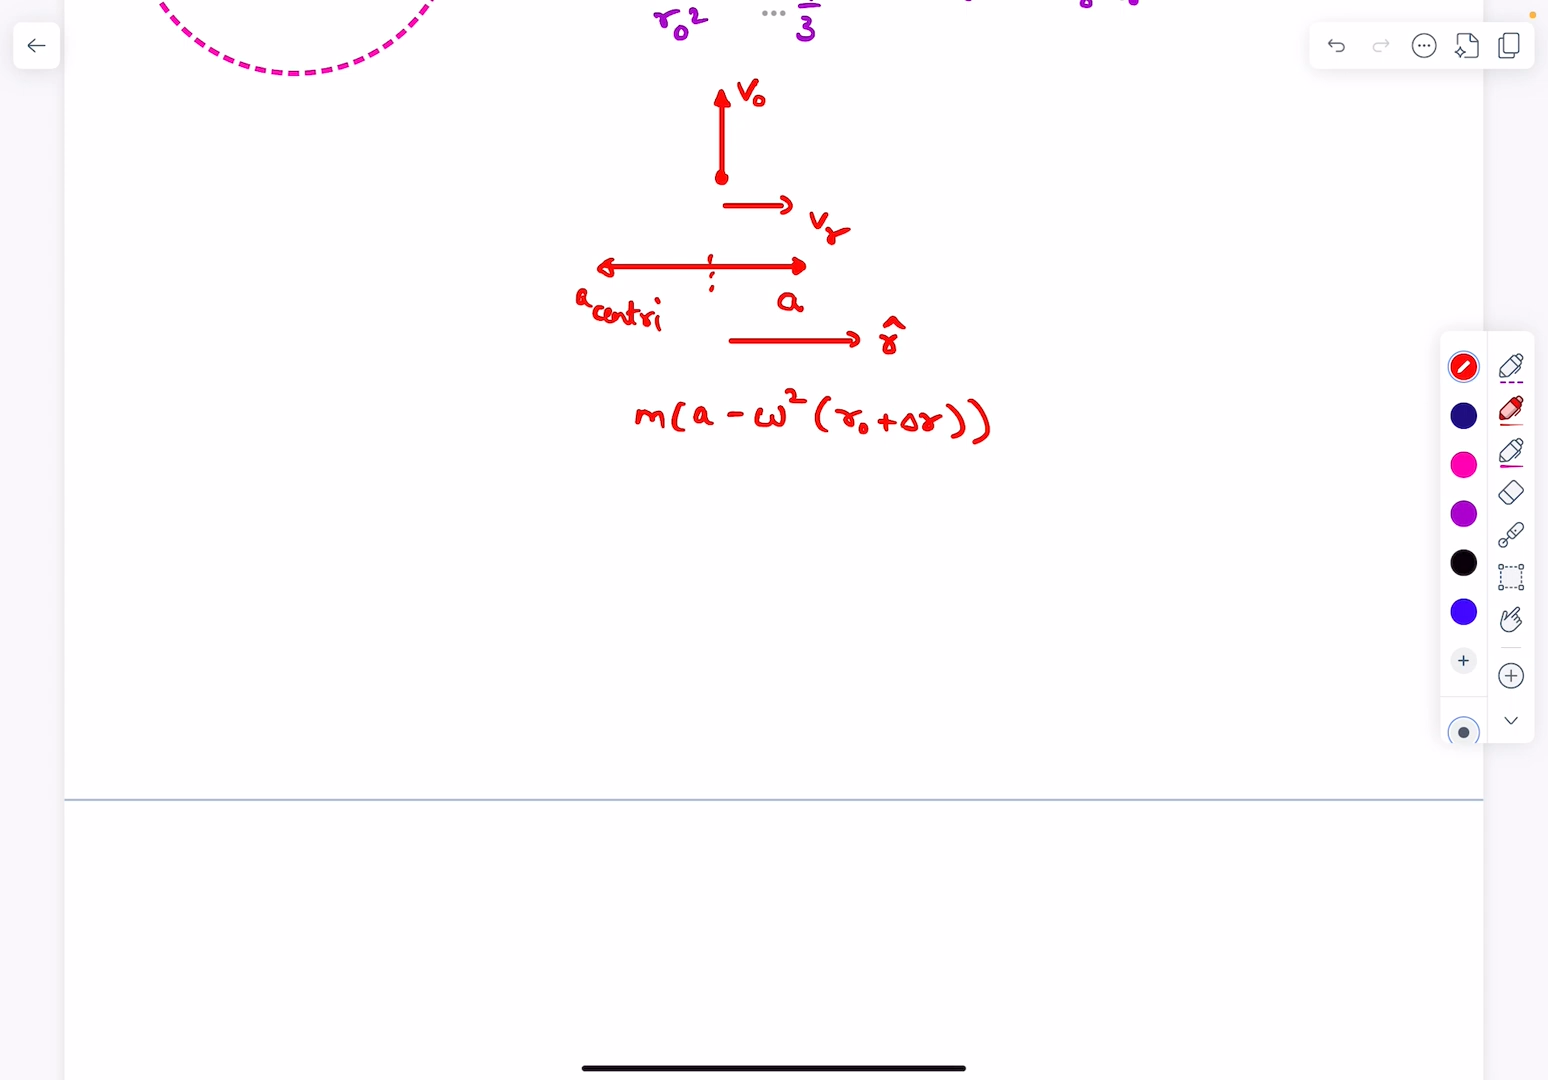 r₀² 3
v₀
vᵣ
a_centri a
r̂
m(a - ω²(r₀ + Δr))